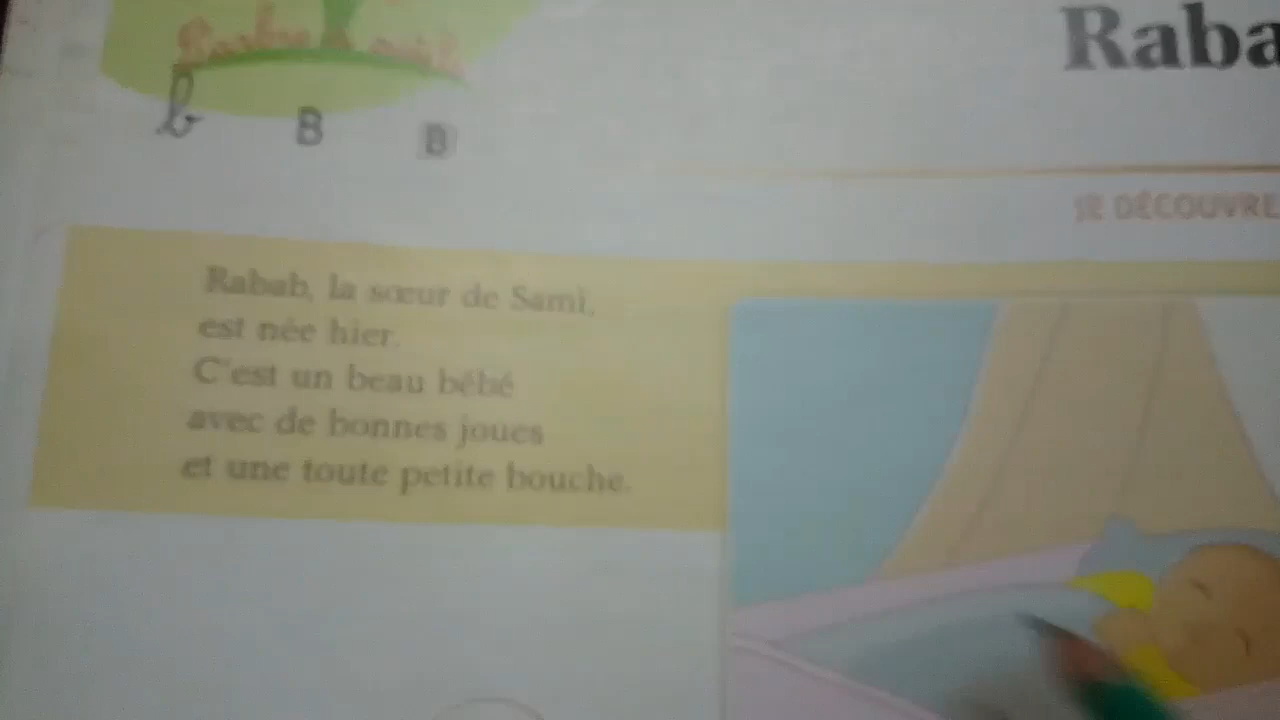 Raba
b B B
SE DÉCOUVRE
Rabab, la sœur de Sami,
est née hier.
C'est un beau bébé
avec de bonnes joues
et une toute petite bouche.